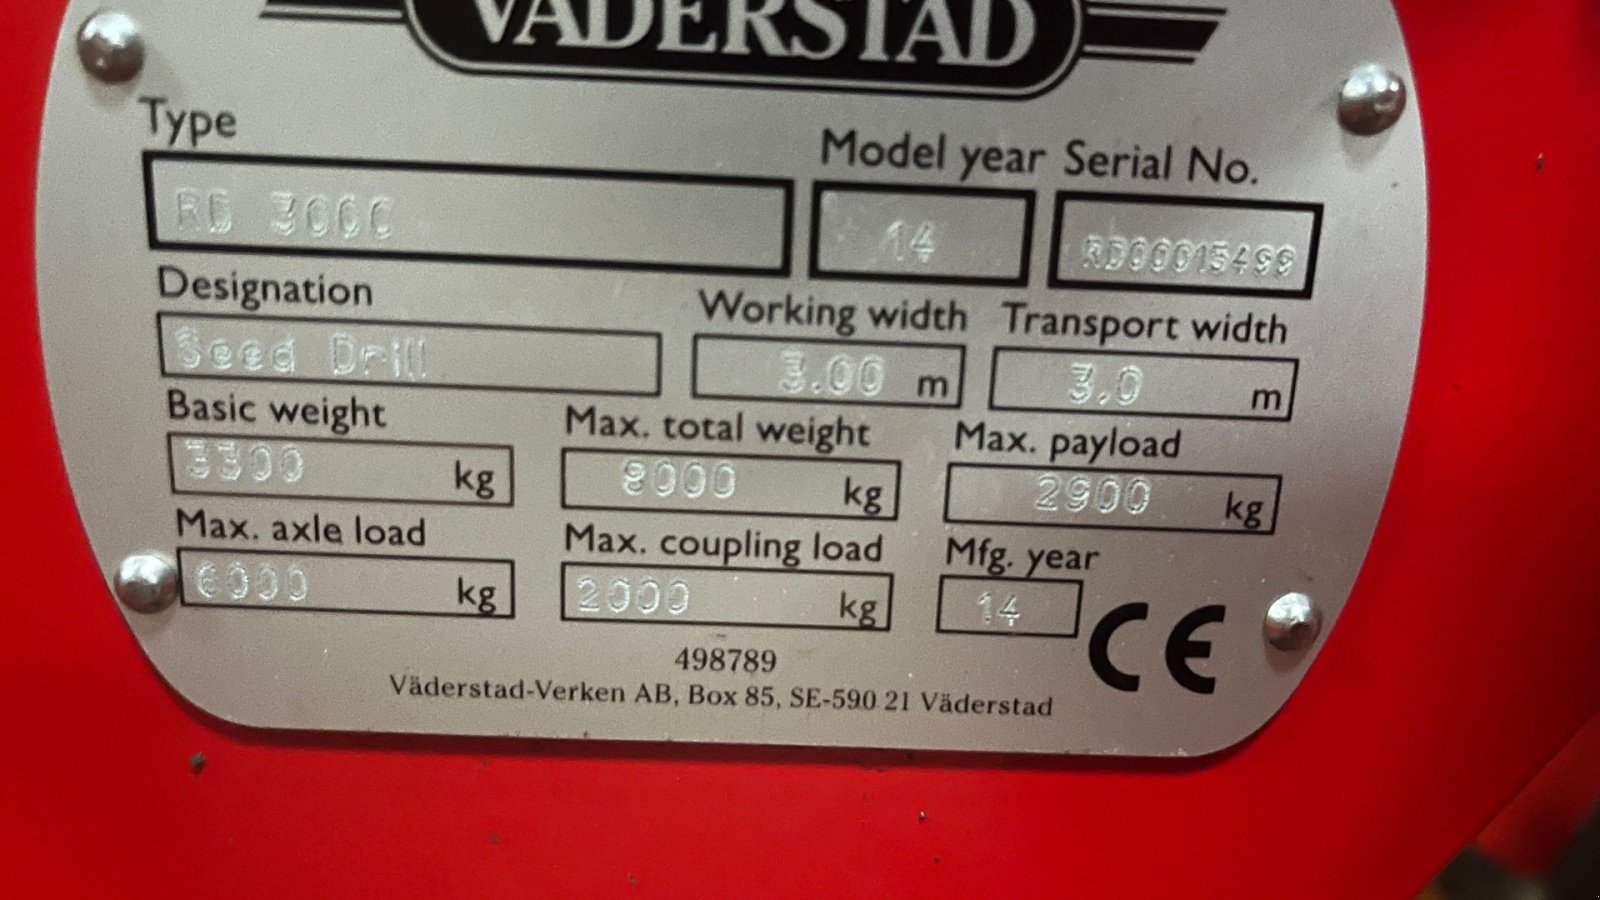 VÄDERSTAD
Type
Model year Serial No.
RD 300C 14 RD00015499
Designation
Working width Transport width
Seed Drill 3.00 m 3.0 m
Basic weight Max. total weight Max. payload
3300 kg 8000 kg 2900 kg
Max. axle load Max. coupling load Mfg. year
6000 kg 2000 kg 14 CE
498789
Väderstad-Verken AB, Box 85, SE-590 21 Väderstad